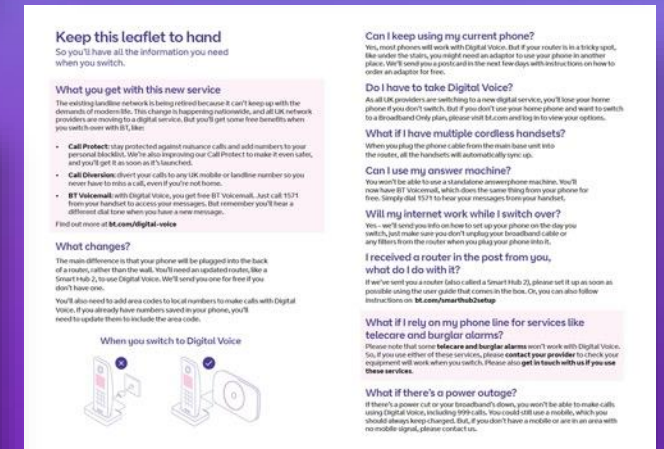 Keep this leaflet to hand
So you'll have all the information you need
when you switch.
What you get with this new service
The existing landline network is being retired because it can't keep up with the
demands of modern life. This change is happening nationwide, and all UK network
providers are moving to a digital service. But you'll get some free benefits when
you switch over with BT, like:
• Call Protect: stay protected against nuisance calls and add numbers to your
personal blocklist. We're also improving our Call Protect to make it even safer,
and you'll get it as soon as it's launched.
• Call Diversion: divert your calls to any UK mobile or landline number so you
never have to miss a call, even if you're not home.
• BT Voicemail: with Digital Voice, you get free BT Voicemail. Just call 1571
from your handset to access your messages. But remember you'll hear a
different dial tone when you have a new message.
Find out more at bt.com/digital-voice
What changes?
The main difference is that your phone will be plugged into the back
of a router, rather than the wall. You'll need an updated router, like a
Smart Hub 2, to use Digital Voice. We'll send you one for free if you
don't have one.
You'll also need to add area codes to local numbers to make calls with Digital
Voice. If you already have numbers saved in your phone, you'll
need to update them to include the area code.
When you switch to Digital Voice
Can I keep using my current phone?
Yes, most phones will work with Digital Voice. But if your router is in a tricky spot,
like under the stairs, you might need an adaptor to use your phone in another
place. We'll send you a postcard in the next few days with instructions on how to
order an adaptor for free.
Do I have to take Digital Voice?
As all UK providers are switching to a new digital service, you'll lose your home
phone if you don't switch. But if you don't use your home phone and want to switch
to a Broadband Only plan, please visit bt.com and log in to view your options.
What if I have multiple cordless handsets?
When you plug the phone cable from the main base unit into
the router, all the handsets will automatically sync up.
Can I use my answer machine?
You won't be able to use a standalone answerphone machine. You'll
now have BT Voicemail, which does the same thing from your phone for
free. Simply dial 1571 to hear your messages from your handset.
Will my internet work while I switch over?
Yes – we'll send you info on how to set up your phone on the day you
switch, just make sure you don't unplug your broadband cable or
any filters from the router when you plug your phone into it.
I received a router in the post from you,
what do I do with it?
If we've sent you a router (also called a Smart Hub 2), please set it up as soon as
possible using the user guide that comes in the box. Or, you can also follow
instructions on bt.com/smarthub2setup
What if I rely on my phone line for services like
telecare and burglar alarms?
Please note that some telecare and burglar alarms won't work with Digital Voice.
So, if you use either of these services, please contact your provider to check your
equipment will work when you switch. Please also get in touch with us if you use
these services.
What if there's a power outage?
If there's a power cut or your broadband's down, you won't be able to make calls
using Digital Voice, including 999 calls. You could still use a mobile, which you
should always keep charged. But, if you don't have a mobile or are in an area with
no mobile signal, please contact us.